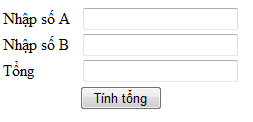 Nhập số A
Nhập số B
Tổng
Tính tổng